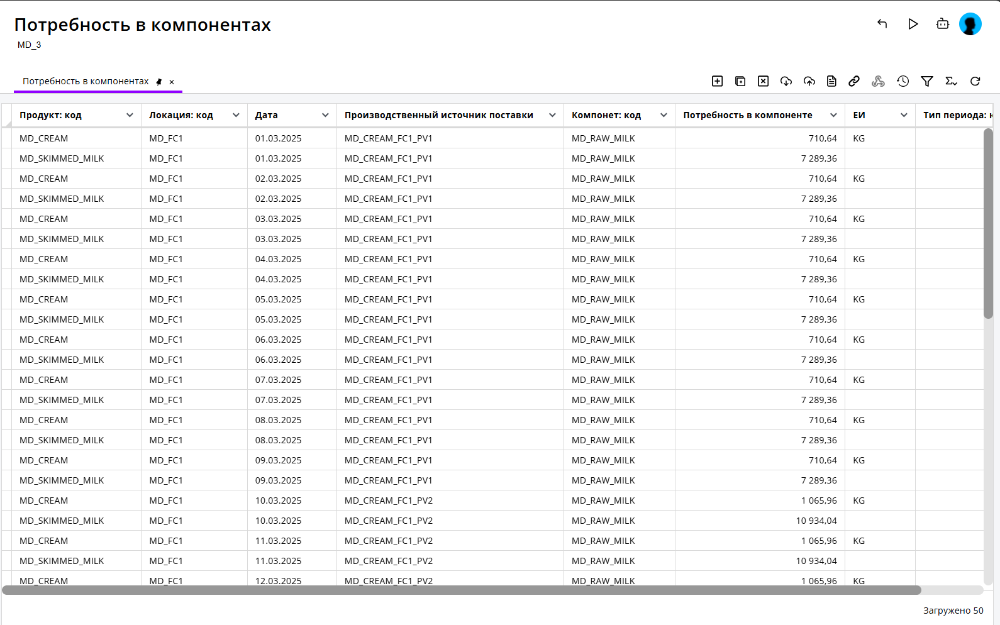 Потребность в компонентах
MD_3
Потребность в компонентах
Продукт: код Локация: код Дата Производственный источник поставки Компонет: код Потребность в компоненте ЕИ Тип периода: к
MD_CREAM MD_FC1 01.03.2025 MD_CREAM_FC1_PV1 MD_RAW_MILK 710,64 KG
MD_SKIMMED_MILK MD_FC1 01.03.2025 MD_CREAM_FC1_PV1 MD_RAW_MILK 7 289,36
MD_CREAM MD_FC1 02.03.2025 MD_CREAM_FC1_PV1 MD_RAW_MILK 710,64 KG
MD_SKIMMED_MILK MD_FC1 02.03.2025 MD_CREAM_FC1_PV1 MD_RAW_MILK 7 289,36
MD_CREAM MD_FC1 03.03.2025 MD_CREAM_FC1_PV1 MD_RAW_MILK 710,64 KG
MD_SKIMMED_MILK MD_FC1 03.03.2025 MD_CREAM_FC1_PV1 MD_RAW_MILK 7 289,36
MD_CREAM MD_FC1 04.03.2025 MD_CREAM_FC1_PV1 MD_RAW_MILK 710,64 KG
MD_SKIMMED_MILK MD_FC1 04.03.2025 MD_CREAM_FC1_PV1 MD_RAW_MILK 7 289,36
MD_CREAM MD_FC1 05.03.2025 MD_CREAM_FC1_PV1 MD_RAW_MILK 710,64 KG
MD_SKIMMED_MILK MD_FC1 05.03.2025 MD_CREAM_FC1_PV1 MD_RAW_MILK 7 289,36
MD_CREAM MD_FC1 06.03.2025 MD_CREAM_FC1_PV1 MD_RAW_MILK 710,64 KG
MD_SKIMMED_MILK MD_FC1 06.03.2025 MD_CREAM_FC1_PV1 MD_RAW_MILK 7 289,36
MD_CREAM MD_FC1 07.03.2025 MD_CREAM_FC1_PV1 MD_RAW_MILK 710,64 KG
MD_SKIMMED_MILK MD_FC1 07.03.2025 MD_CREAM_FC1_PV1 MD_RAW_MILK 7 289,36
MD_CREAM MD_FC1 08.03.2025 MD_CREAM_FC1_PV1 MD_RAW_MILK 710,64 KG
MD_SKIMMED_MILK MD_FC1 08.03.2025 MD_CREAM_FC1_PV1 MD_RAW_MILK 7 289,36
MD_CREAM MD_FC1 09.03.2025 MD_CREAM_FC1_PV1 MD_RAW_MILK 710,64 KG
MD_SKIMMED_MILK MD_FC1 09.03.2025 MD_CREAM_FC1_PV1 MD_RAW_MILK 7 289,36
MD_CREAM MD_FC1 10.03.2025 MD_CREAM_FC1_PV2 MD_RAW_MILK 1 065,96 KG
MD_SKIMMED_MILK MD_FC1 10.03.2025 MD_CREAM_FC1_PV2 MD_RAW_MILK 10 934,04
MD_CREAM MD_FC1 11.03.2025 MD_CREAM_FC1_PV2 MD_RAW_MILK 1 065,96 KG
MD_SKIMMED_MILK MD_FC1 11.03.2025 MD_CREAM_FC1_PV2 MD_RAW_MILK 10 934,04
MD_CREAM MD_FC1 12.03.2025 MD_CREAM_FC1_PV2 MD_RAW_MILK 1 065,96 KG
Загружено 50